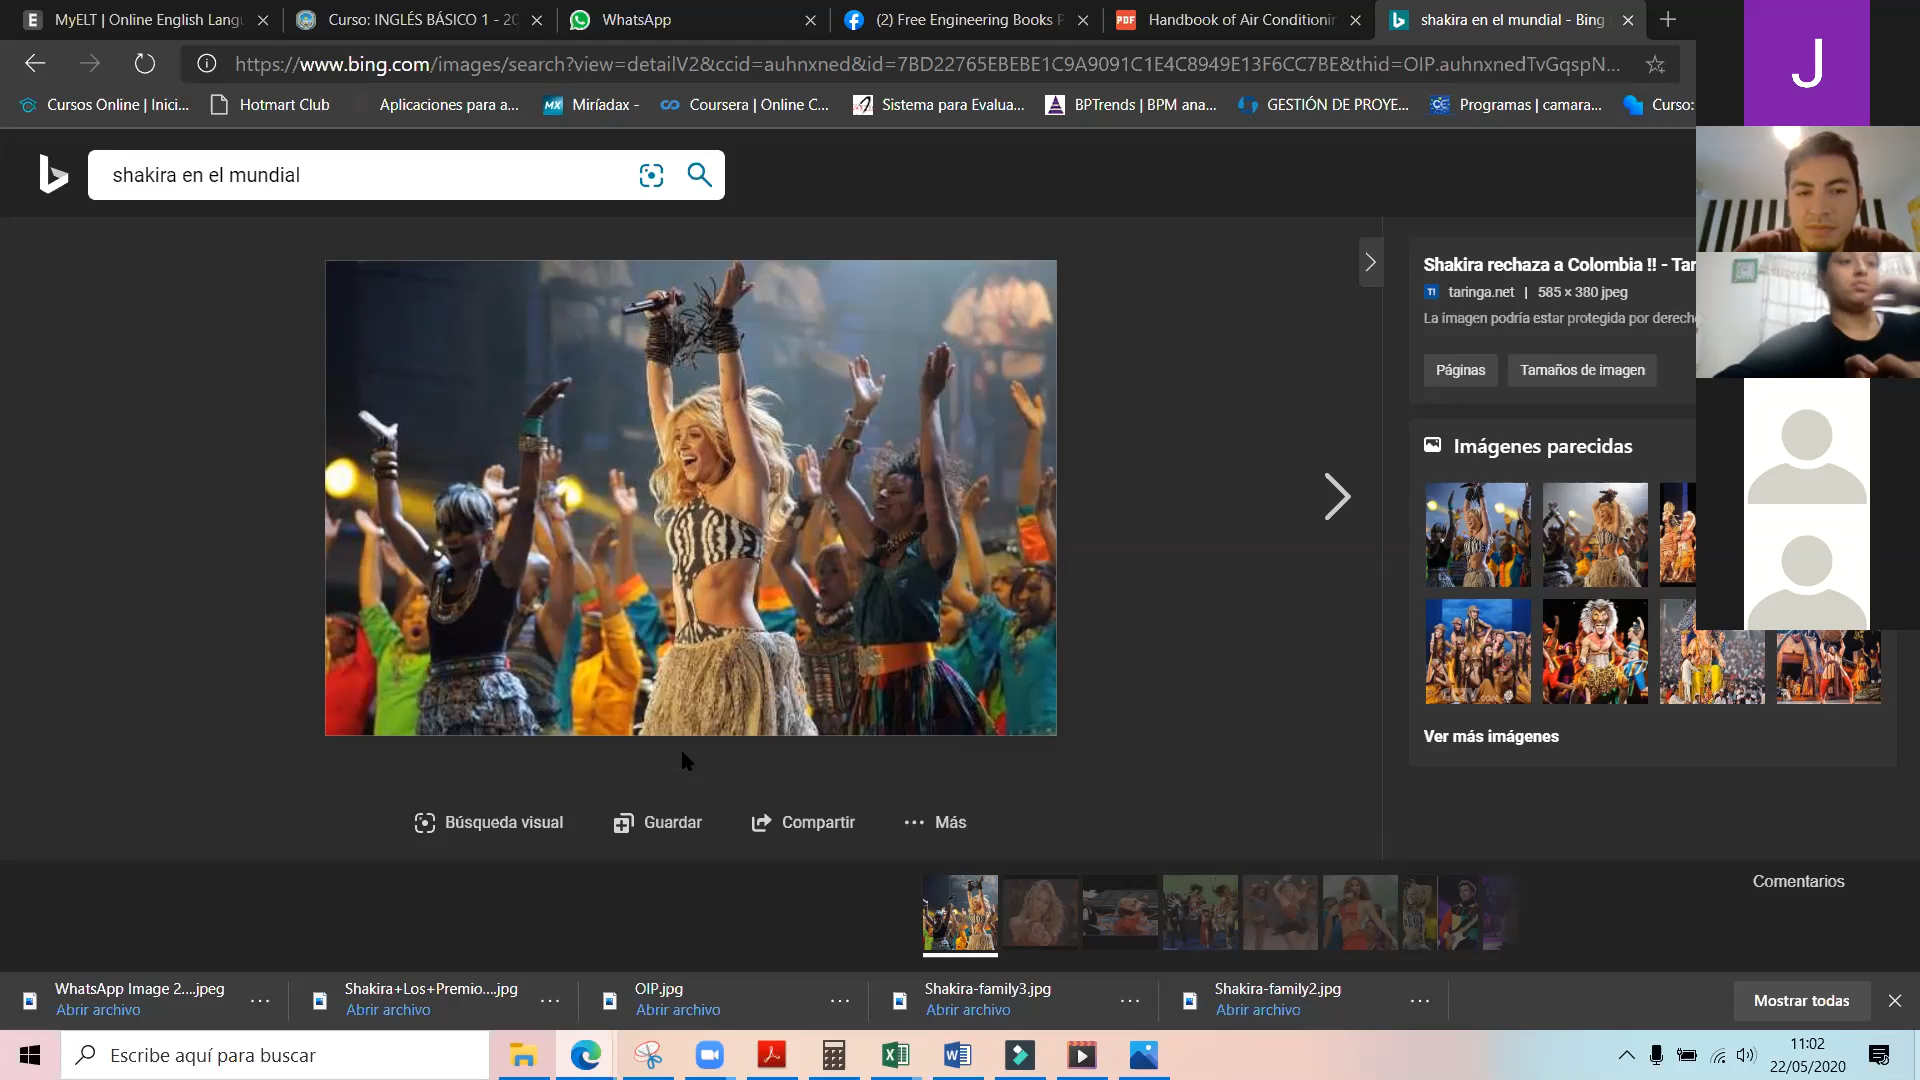 MyELT | Online English Langu
Curso: INGLÉS BÁSICO 1 - 20
WhatsApp
(2) Free Engineering Books P
PDF
Handbook of Air Conditionin
shakira en el mundial - Bing
J
https://www.bing.com/images/search?view=detailV2&ccid=auhnxned&id=7BD22765EBEBE1C9A9091C1E4C8949E13F6CC7BE&thid=OIP.auhnxnedTvGqspN...
Cursos Online | Inici...
Hotmart Club
Aplicaciones para a...
MX Miríadax -
Coursera | Online C...
Sistema para Evalua...
BPTrends | BPM ana...
GESTIÓN DE PROYE...
Programas | camara...
Curso:
shakira en el mundial
Shakira rechaza a Colombia !! - Tar
T! taringa.net | 585 × 380 jpeg
La imagen podría estar protegida por derech
Páginas
Tamaños de imagen
Imágenes parecidas
Ver más imágenes
Búsqueda visual
Guardar
Compartir
Más
Comentarios
WhatsApp Image 2....jpeg
Abrir archivo
Shakira+Los+Premio....jpg
Abrir archivo
OIP.jpg
Abrir archivo
Shakira-family3.jpg
Abrir archivo
Shakira-family2.jpg
Abrir archivo
Mostrar todas
Escribe aquí para buscar
11:02
22/05/2020